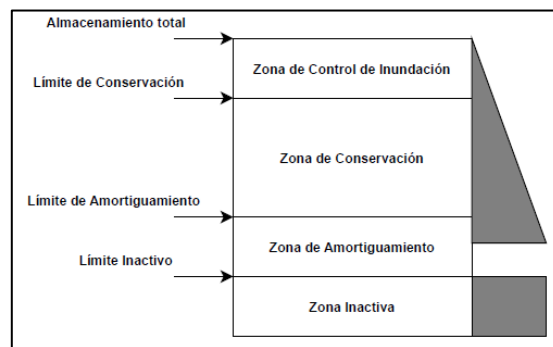 Almacenamiento total
Zona de Control de Inundación
Límite de Conservación
Zona de Conservación
Límite de Amortiguamiento
Zona de Amortiguamiento
Límite Inactivo
Zona Inactiva